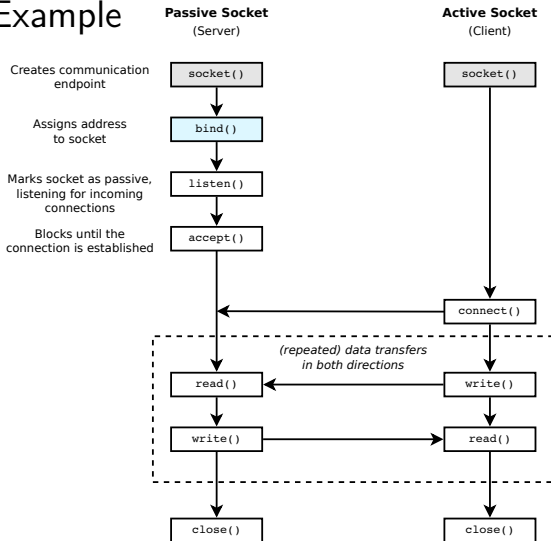 Example
Passive Socket
(Server)
Active Socket
(Client)
Creates communication
endpoint
socket()
socket()
Assigns address
to socket
bind()
Marks socket as passive,
listening for incoming
connections
listen()
Blocks until the
connection is established
accept()
connect()
(repeated) data transfers
in both directions
read()
write()
write()
read()
close()
close()